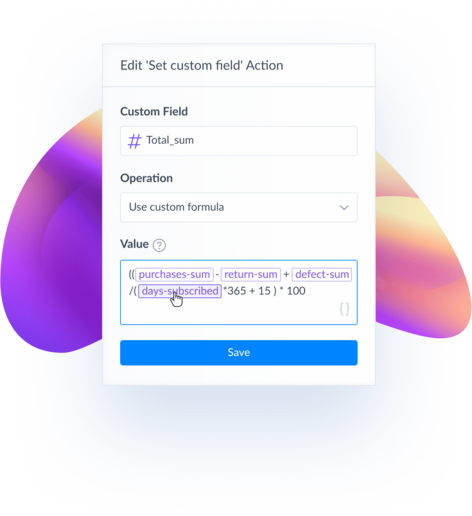 Edit 'Set custom field' Action
Custom Field
# Total_sum
Operation
Use custom formula
Value ?
(( purchases-sum - return-sum + defect-sum
/( days-subscribed *365 + 15 ) * 100
{}
Save